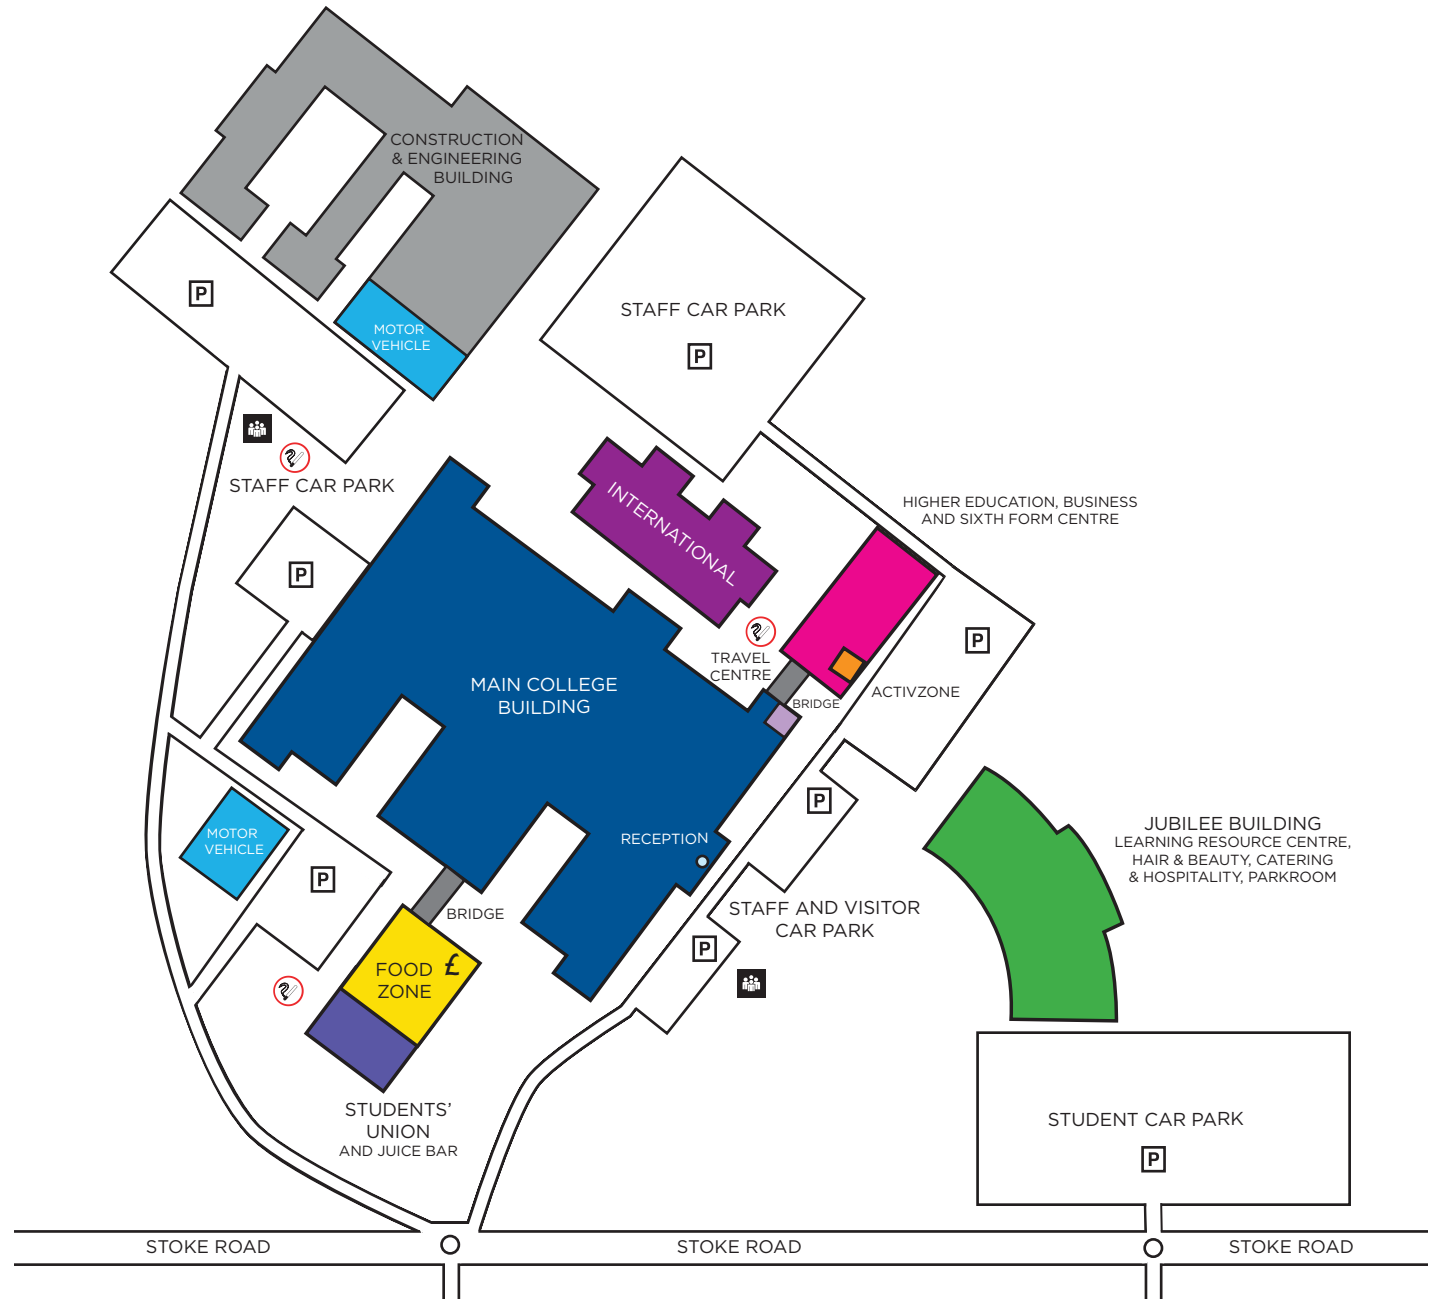 CONSTRUCTION
& ENGINEERING
BUILDING
P
MOTOR
VEHICLE
STAFF CAR PARK
P
STAFF CAR PARK
P
INTERNATIONAL
HIGHER EDUCATION, BUSINESS
AND SIXTH FORM CENTRE
P
TRAVEL
CENTRE
BRIDGE
ACTIVZONE
MAIN COLLEGE
BUILDING
P
RECEPTION
MOTOR
VEHICLE
P
JUBILEE BUILDING
LEARNING RESOURCE CENTRE,
HAIR & BEAUTY, CATERING
& HOSPITALITY, PARKROOM
BRIDGE
STAFF AND VISITOR
CAR PARK
P
FOOD £
ZONE
STUDENTS’
UNION
AND JUICE BAR
STUDENT CAR PARK
P
STOKE ROAD
STOKE ROAD
STOKE ROAD